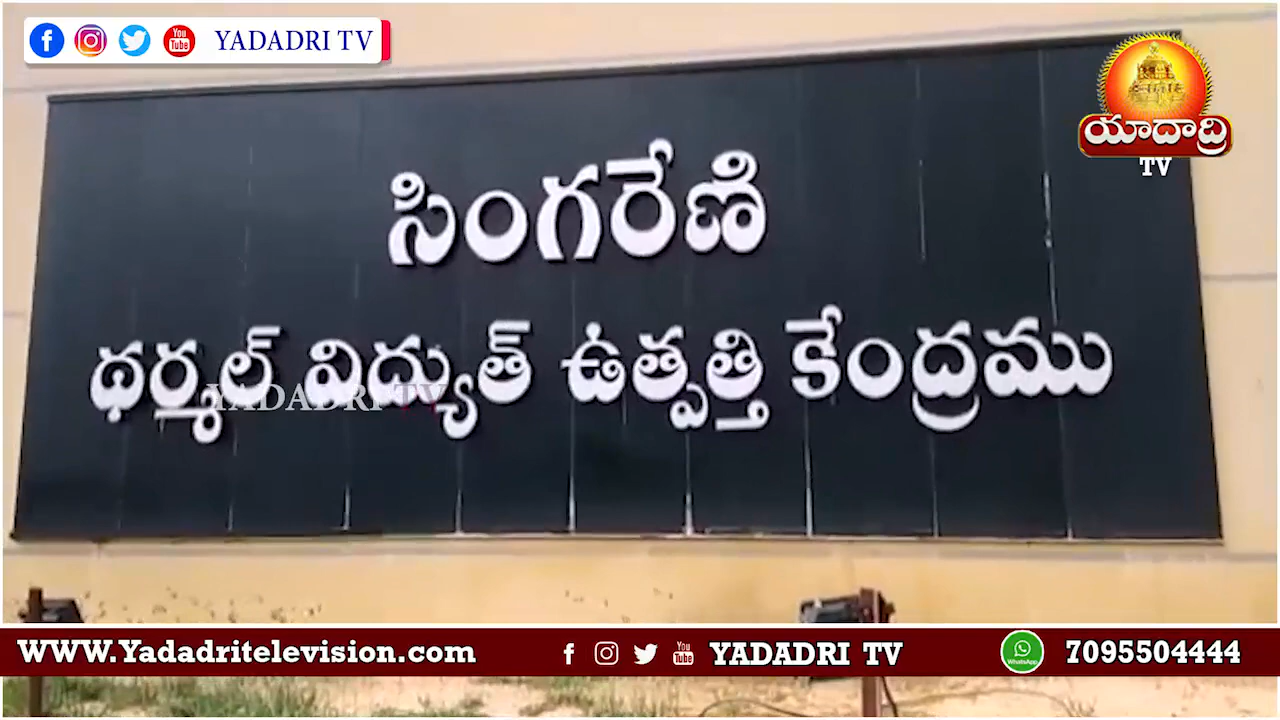 YADADRI TV
యాదాద్రి
TV
సింగరేణి
థర్మల్ విద్యుత్ ఉత్పత్తి కేంద్రము
YADADRI TV
WWW.Yadadritelevision.com YADADRI TV 7095504444